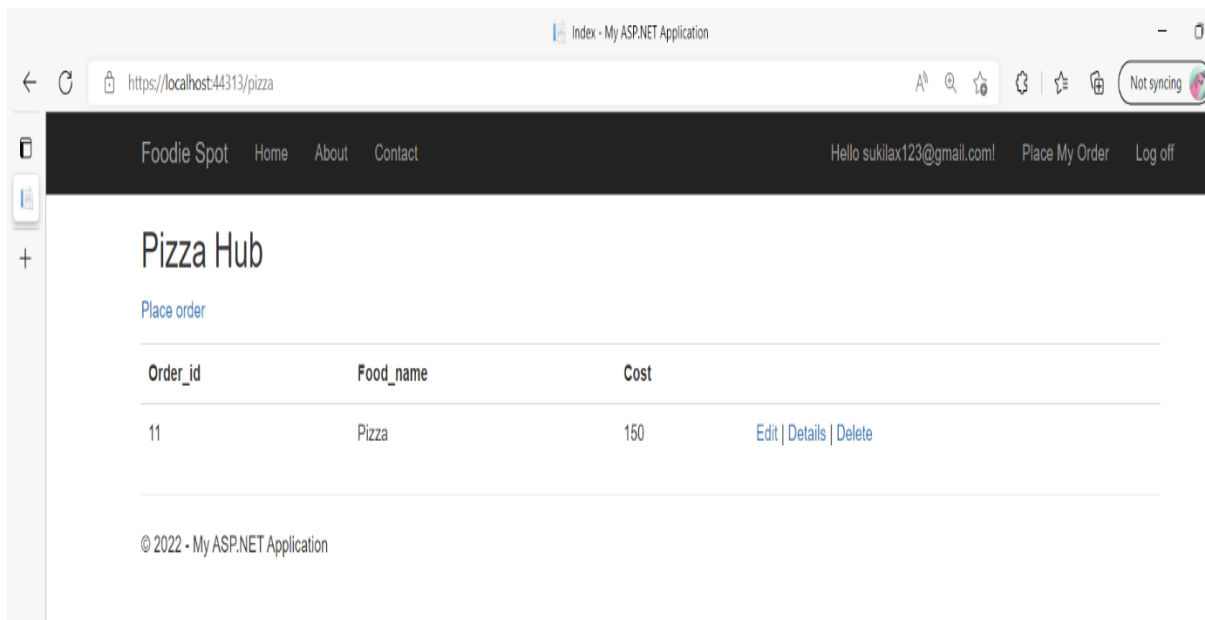 Index - My ASP.NET Application
https://localhost:44313/pizza
Not syncing
Foodie Spot Home About Contact Hello sukilax123@gmail.com! Place My Order Log off
Pizza Hub
Place order
Order_id Food_name Cost
11 Pizza 150 Edit | Details | Delete
© 2022 - My ASP.NET Application